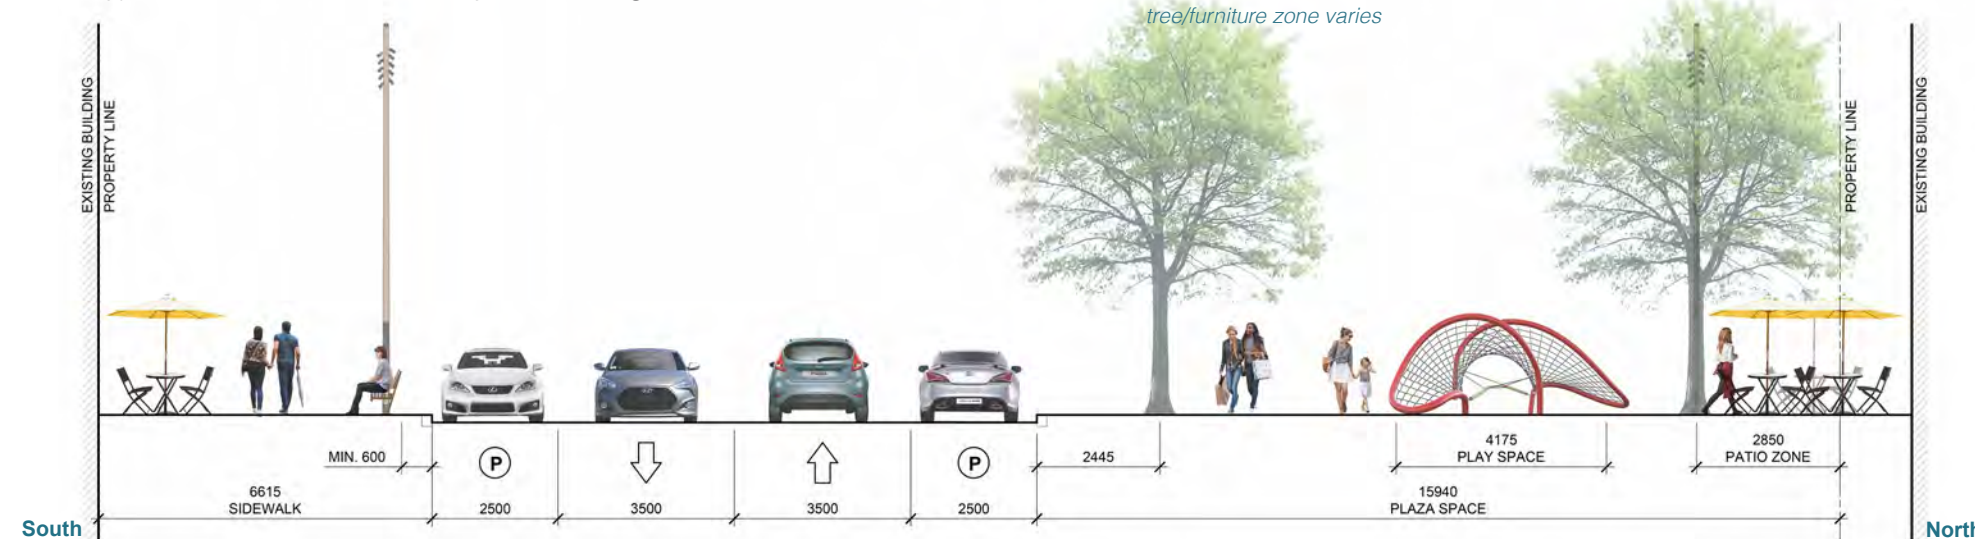 tree/furniture zone varies
EXISTING BUILDING
PROPERTY LINE
PROPERTY LINE
EXISTING BUILDING
MIN. 600
P
P
2445
4175
PLAY SPACE
2850
PATIO ZONE
6615
SIDEWALK
2500
3500
3500
2500
15940
PLAZA SPACE
South
North